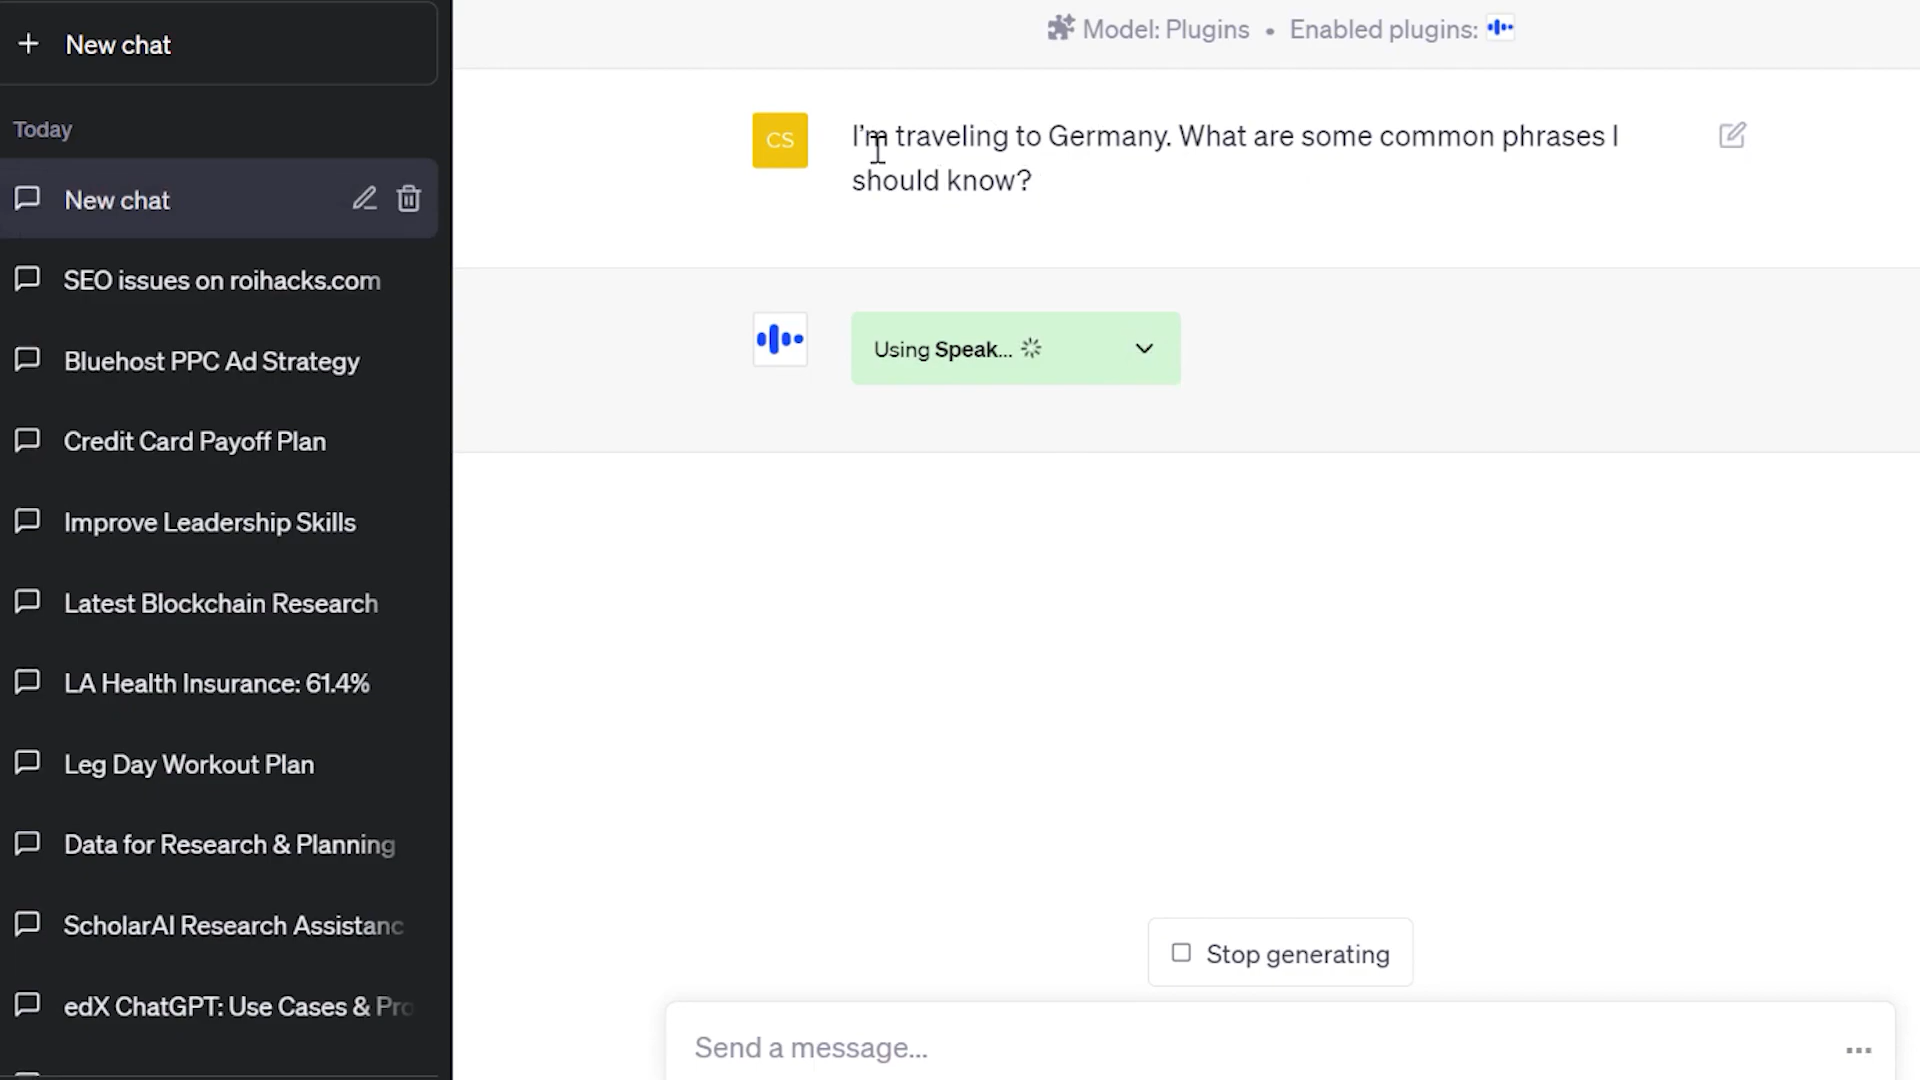 New chat
Today
New chat
SEO issues on roihacks.com
Bluehost PPC Ad Strategy
Credit Card Payoff Plan
Improve Leadership Skills
Latest Blockchain Research
LA Health Insurance: 61.4%
Leg Day Workout Plan
Data for Research & Planning
ScholarAI Research Assistanc
edX ChatGPT: Use Cases & Pro
Model: Plugins • Enabled plugins:
CS
I'm traveling to Germany. What are some common phrases I
should know?
Using Speak...
Stop generating
Send a message...